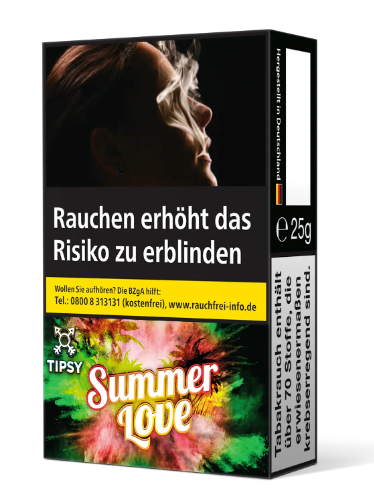 Rauchen erhöht das
Risiko zu erblinden
Wollen Sie aufhören? Die BZgA hilft:
Tel.: 0800 8 313131 (kostenfrei), www.rauchfrei-info.de
TIPSY
Summer
Love
Hergestellt in Deutschland
℮ 25g
Tabakrauch enthält
über 70 Stoffe, die
erwiesenermaßen
krebserregend sind.